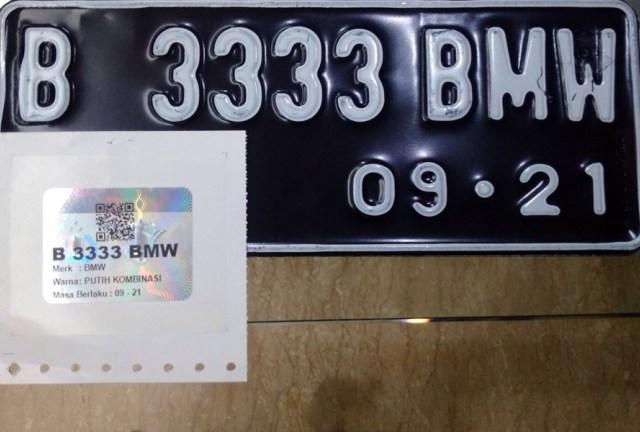 B 3333 BMW
09 • 21
B 3333 BMW
Merk : BMW
Warna: PUTIH KOMBINASI
Masa Berlaku : 09 - 21